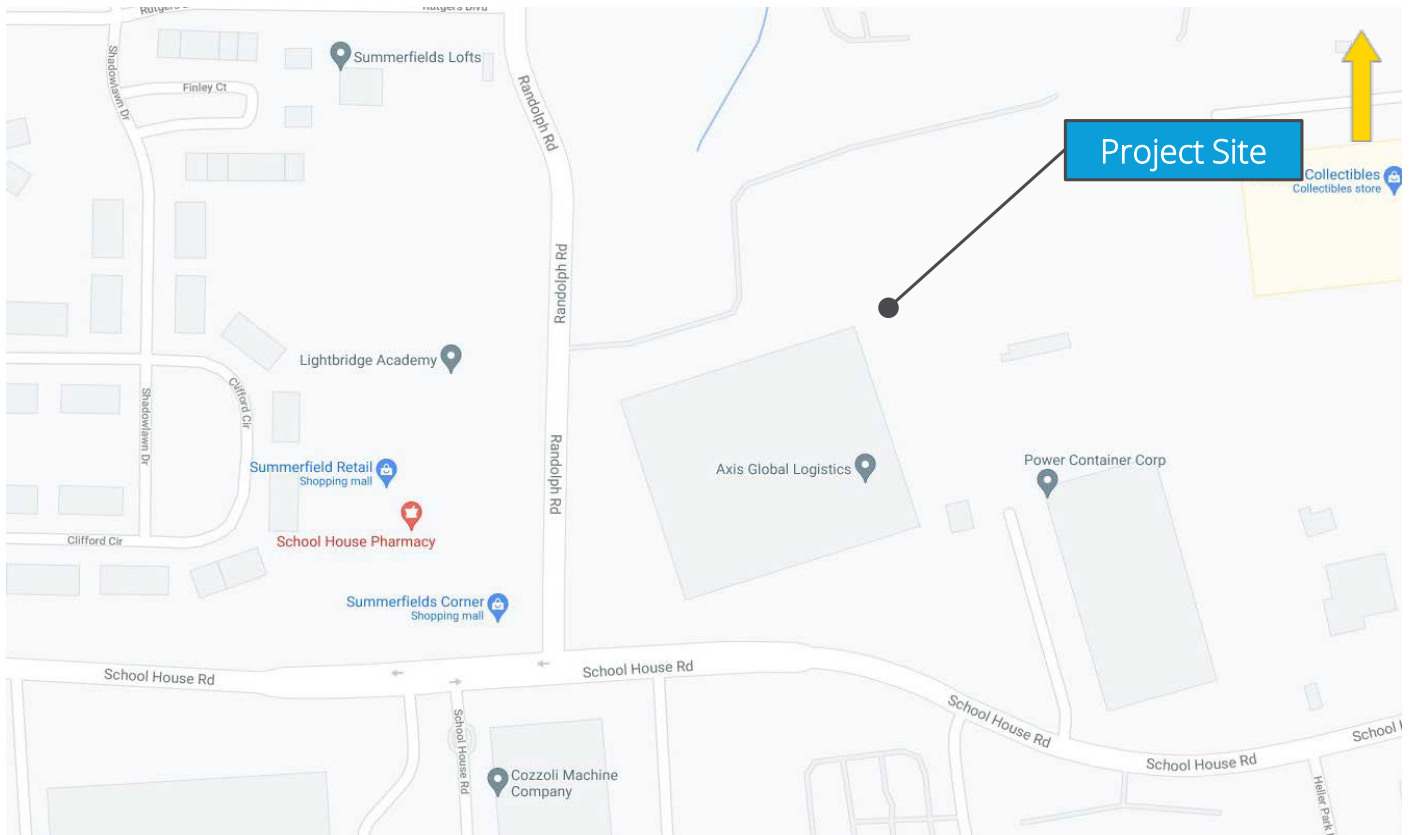 Rutgers Blvd
Summerfields Lofts
Shadowlawn Dr
Finley Ct
Randolph Rd
Project Site
Collectibles
Collectibles store
Randolph Rd
Randolph Rd
Lightbridge Academy
Clifford Cir
Shadowlawn Dr
Summerfield Retail
Shopping mall
Randolph Rd
Axis Global Logistics
Power Container Corp
School House Pharmacy
Clifford Cir
Summerfields Corner
Shopping mall
School House Rd
School House Rd
School House Rd
School House Rd
School House Rd
School
Cozzoli Machine
Company
Heller Park